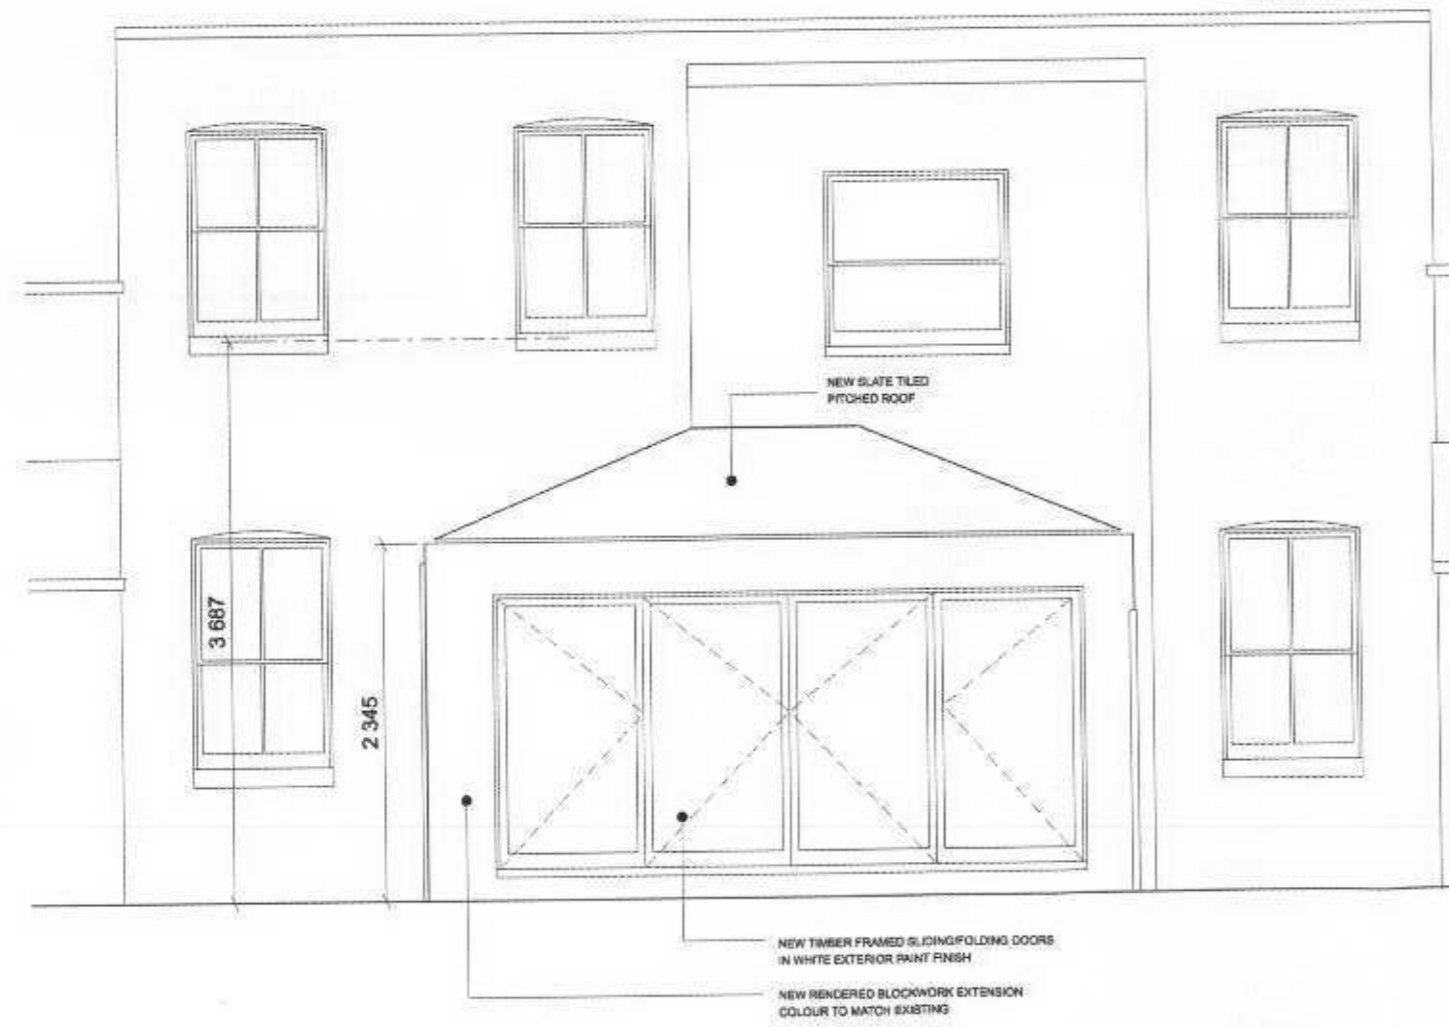 NEW SLATE TILED
PITCHED ROOF
3 687
2 345
NEW TIMBER FRAMED SLIDING/FOLDING DOORS
IN WHITE EXTERIOR PAINT FINISH
NEW RENDERED BLOCKWORK EXTENSION
COLOUR TO MATCH EXISTING